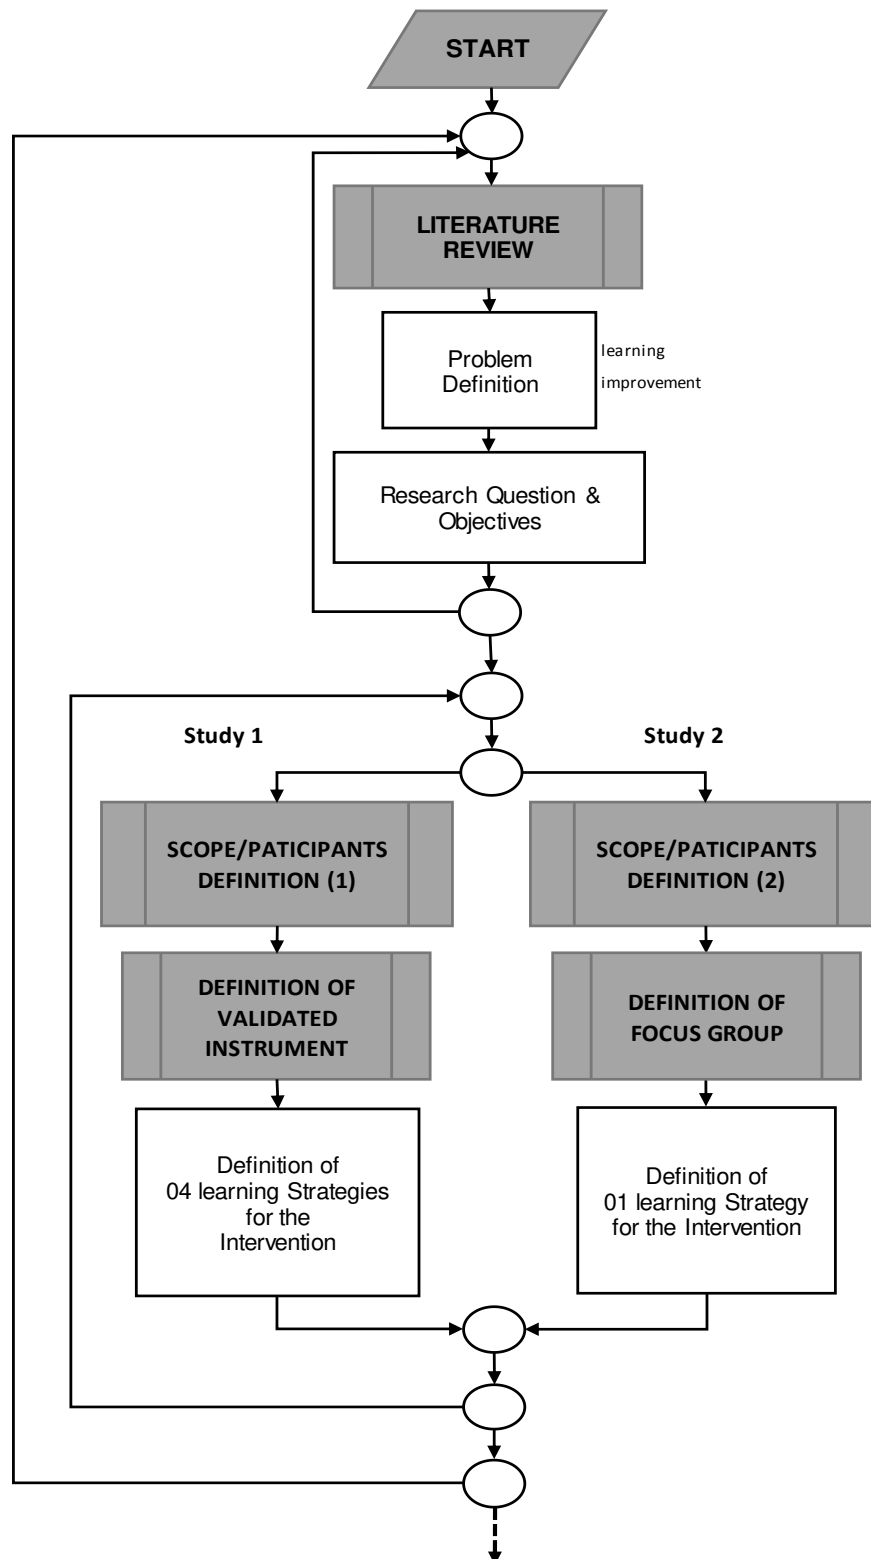 START
LITERATURE
REVIEW
Problem
Definition
learning
improvement
Research Question &
Objectives
Study 1
Study 2
SCOPE/PATICIPANTS
DEFINITION (1)
SCOPE/PATICIPANTS
DEFINITION (2)
DEFINITION OF
VALIDATED
INSTRUMENT
DEFINITION OF
FOCUS GROUP
Definition of
04 learning Strategies
for the
Intervention
Definition of
01 learning Strategy
for the Intervention